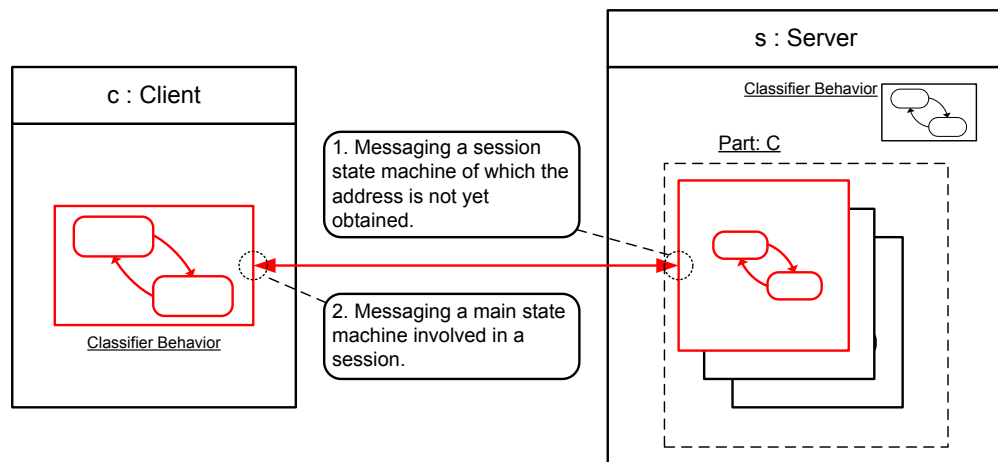 s : Server
c : Client
Classifier Behavior
Part: C
1. Messaging a session
state machine of which the
address is not yet
obtained.
2. Messaging a main state
machine involved in a
session.
Classifier Behavior